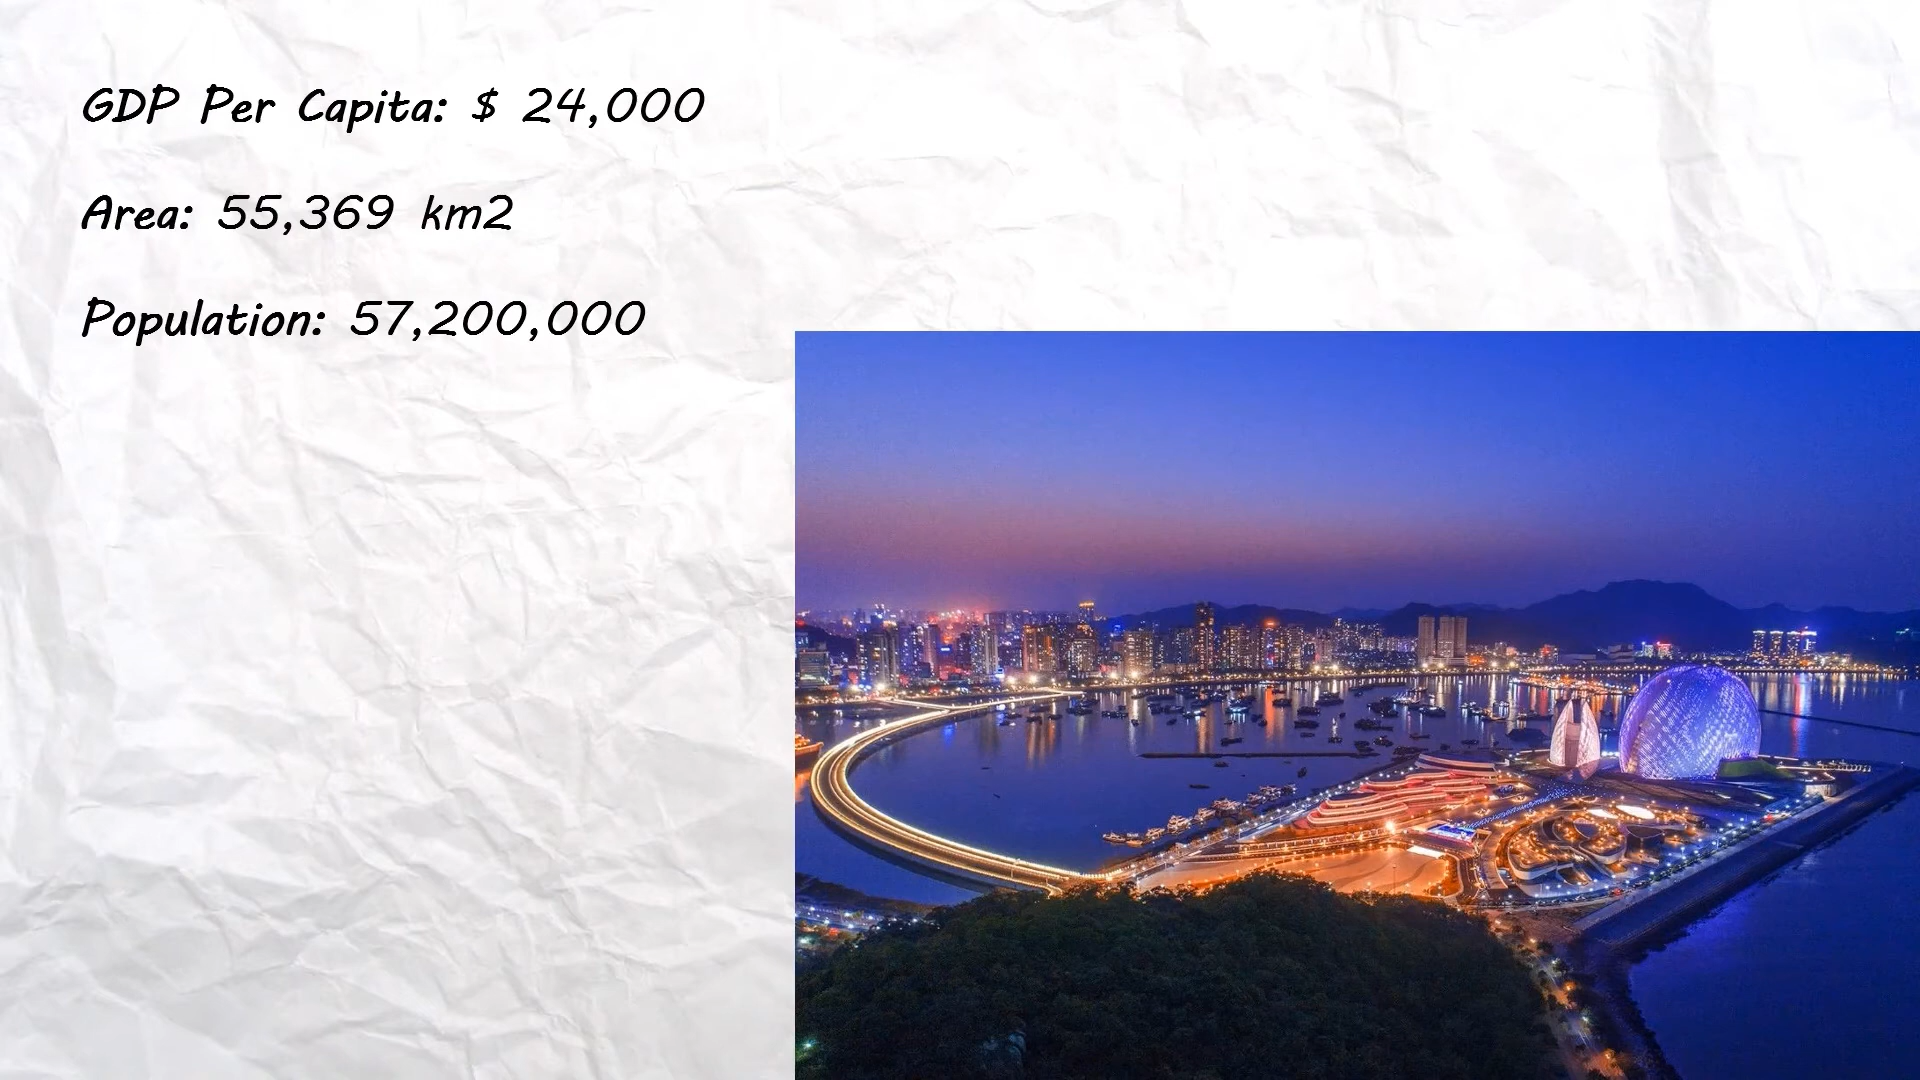 GDP Per Capita: $ 24,000
Area: 55,369 km2
Population: 57,200,000